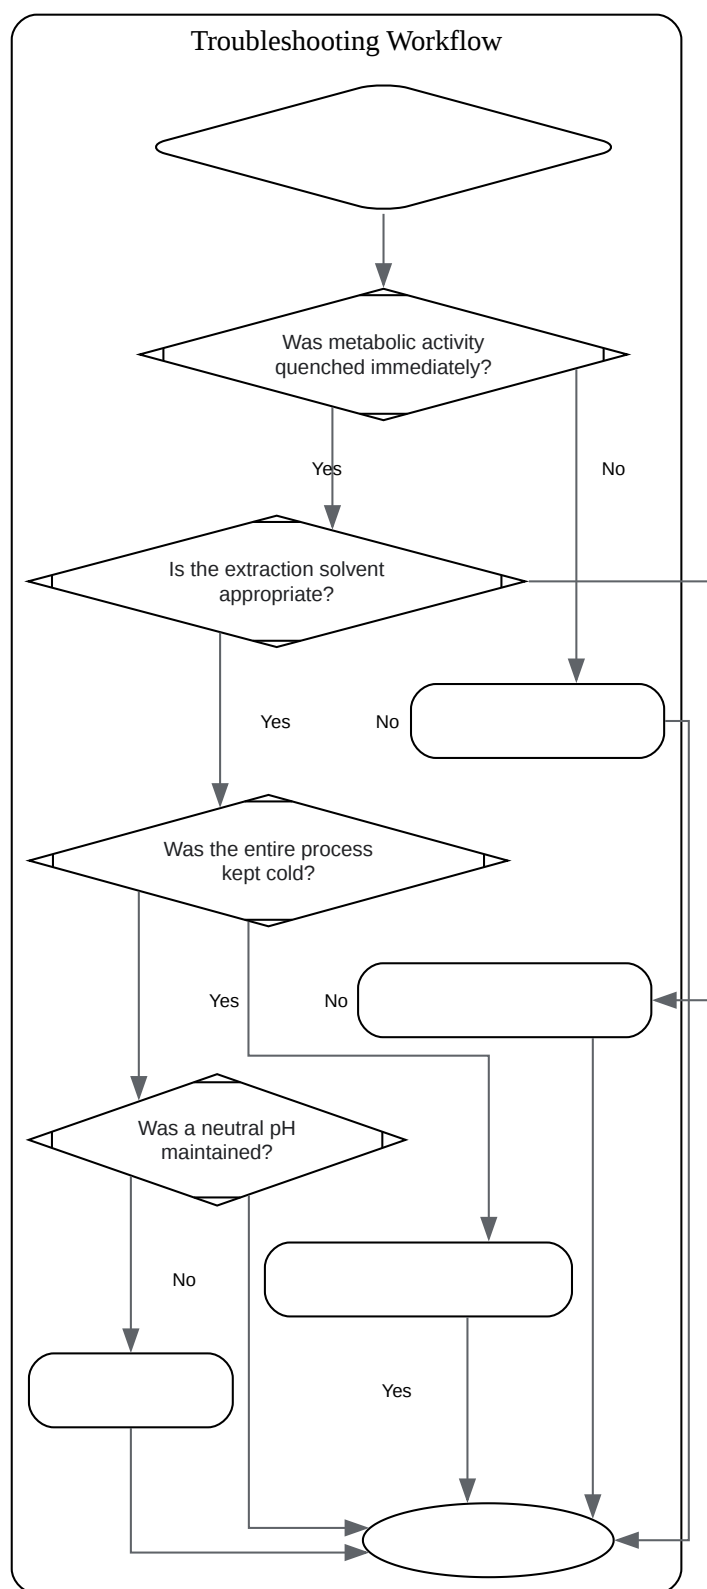 Troubleshooting Workflow
Was metabolic activity
quenched immediately?
Yes
No
Is the extraction solvent
appropriate?
Yes
No
Was the entire process
kept cold?
Yes
No
Was a neutral pH
maintained?
No
Yes